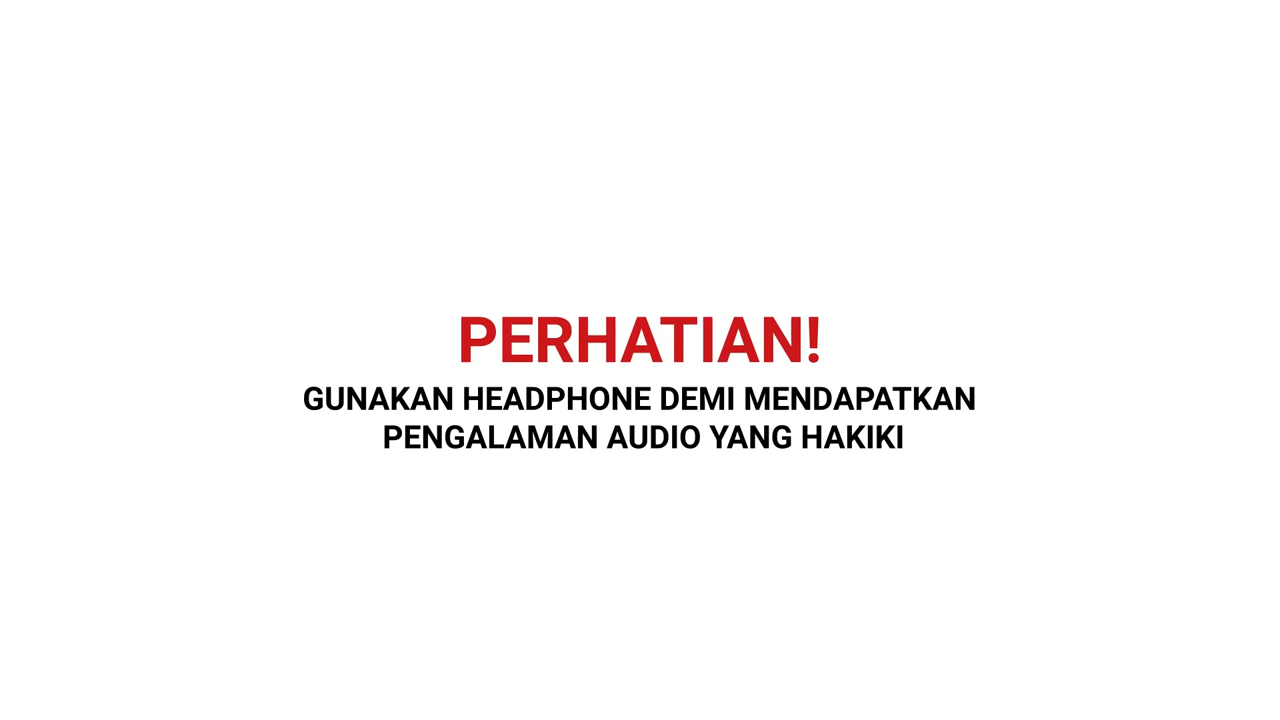 PERHATIAN!
GUNAKAN HEADPHONE DEMI MENDAPATKAN
PENGALAMAN AUDIO YANG HAKIKI